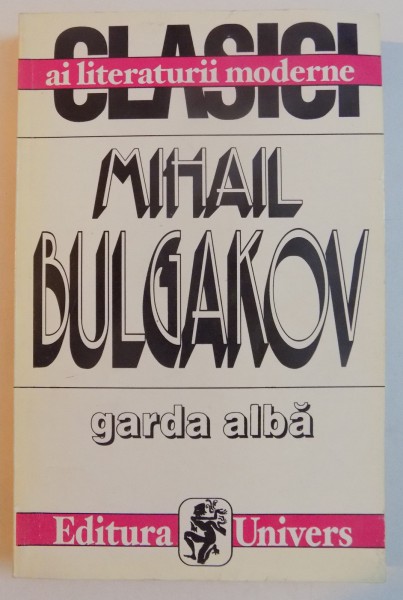 CLASICI
ai literaturii moderne
MIHAIL
BULGAKOV
garda albă
Editura Univers